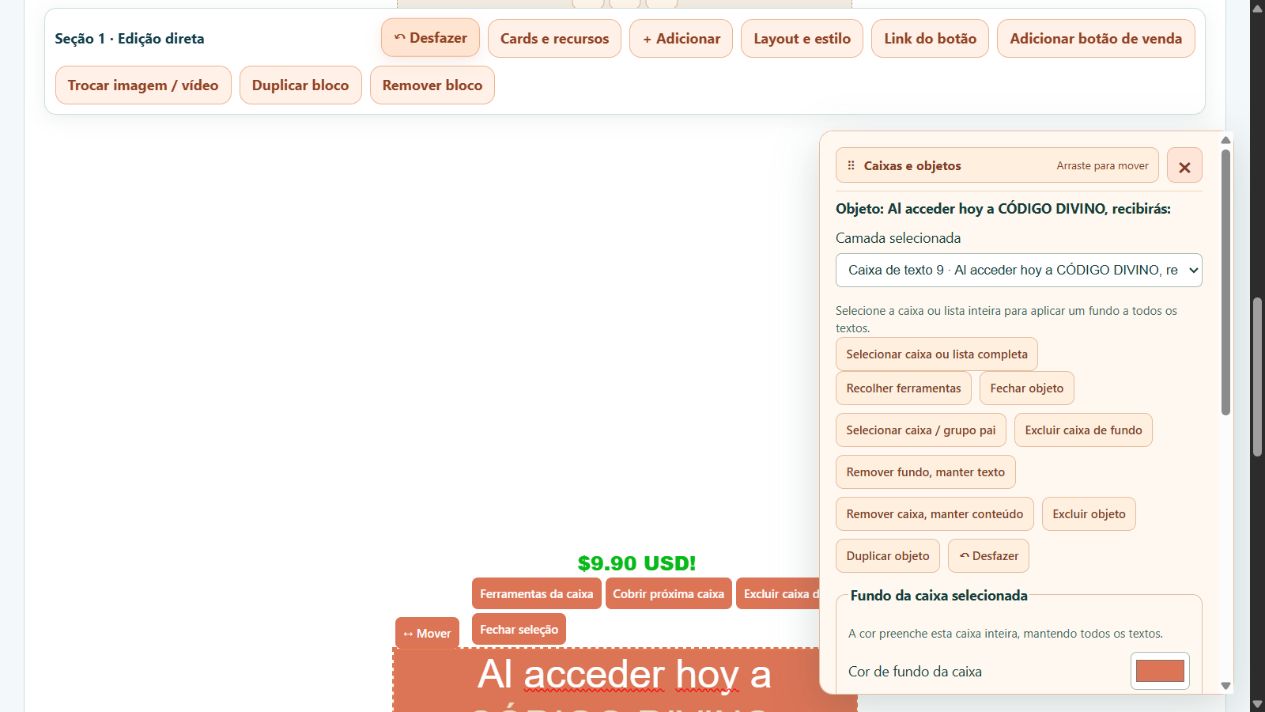 Seção 1 · Edição direta
↶ Desfazer
Cards e recursos
+ Adicionar
Layout e estilo
Link do botão
Adicionar botão de venda
Trocar imagem / vídeo
Duplicar bloco
Remover bloco
⠿ Caixas e objetos
Arraste para mover
×
Objeto: Al acceder hoy a CÓDIGO DIVINO, recibirás:
Camada selecionada
Caixa de texto 9 · Al acceder hoy a CÓDIGO DIVINO, re
Selecione a caixa ou lista inteira para aplicar um fundo a todos os
textos.
Selecionar caixa ou lista completa
Recolher ferramentas
Fechar objeto
Selecionar caixa / grupo pai
Excluir caixa de fundo
Remover fundo, manter texto
Remover caixa, manter conteúdo
Excluir objeto
Duplicar objeto
↶ Desfazer
Fundo da caixa selecionada
A cor preenche esta caixa inteira, mantendo todos os textos.
Cor de fundo da caixa
$9.90 USD!
Ferramentas da caixa
Cobrir próxima caixa
Excluir caixa d
↔ Mover
Fechar seleção
Al acceder hoy a
CÓDIGO DIVINO